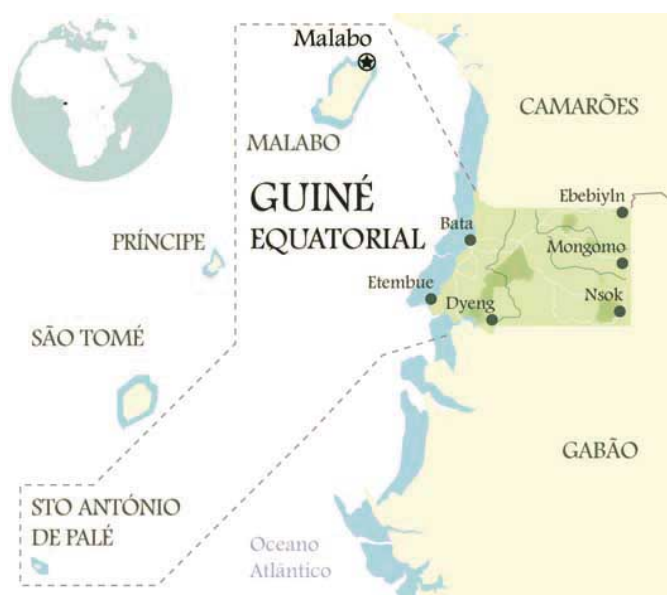 Malabo
MALABO
CAMARÕES
GUINÉ
EQUATORIAL
Ebebiyln
Bata
Mongomo
PRÍNCIPE
Etembue
Dyeng
Nsok
SÃO TOMÉ
GABÃO
STO ANTÓNIO
DE PALÉ
Oceano
Atlântico